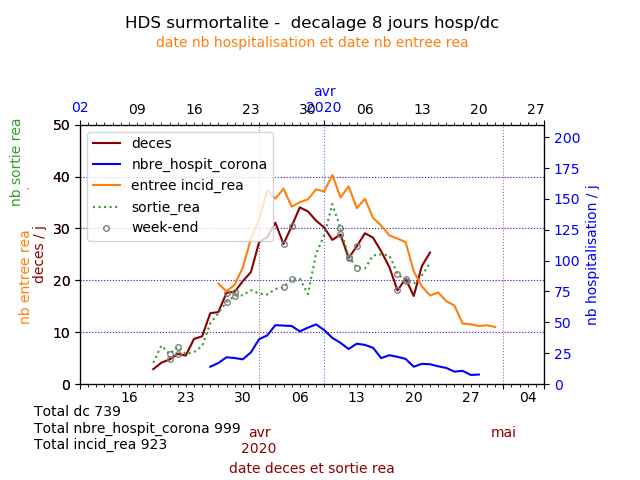 HDS surmortalite - decalage 8 jours hosp/dc
date nb hospitalisation et date nb entree rea
avr
2020
02 09 16 23 30 06 13 20 27
nb sortie rea
.
nb entree rea
deces / j
50
40
30
20
10
0
deces
nbre_hospit_corona
entree incid_rea
sortie_rea
week-end
200
175
150
125
100
75
50
25
0
nb hospitalisation / j
16 23 30 06 13 20 27 04
Total dc 739
Total nbre_hospit_corona 999
Total incid_rea 923
avr
2020
mai
date deces et sortie rea